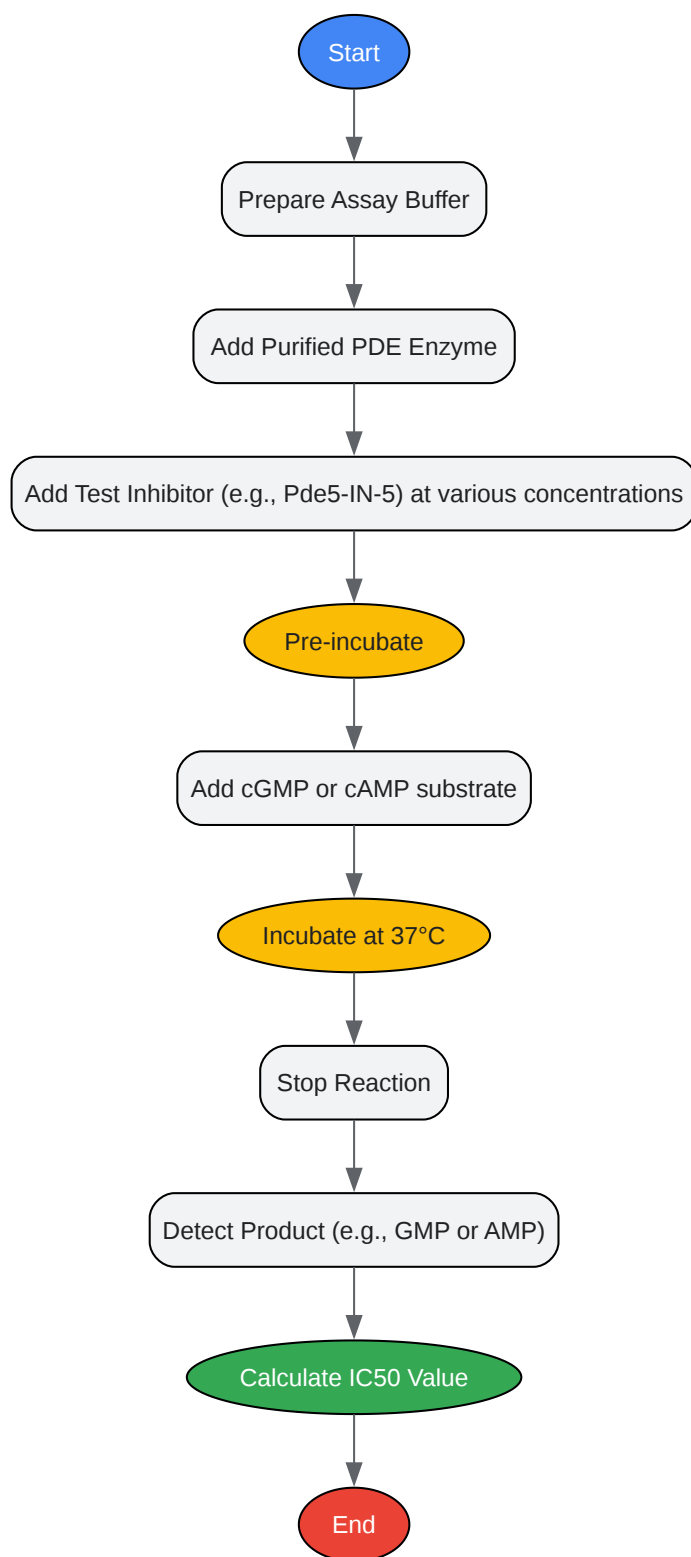 Start
Prepare Assay Buffer
Add Purified PDE Enzyme
Add Test Inhibitor (e.g., Pde5-IN-5) at various concentrations
Pre-incubate
Add cGMP or cAMP substrate
Incubate at 37°C
Stop Reaction
Detect Product (e.g., GMP or AMP)
Calculate IC50 Value
End